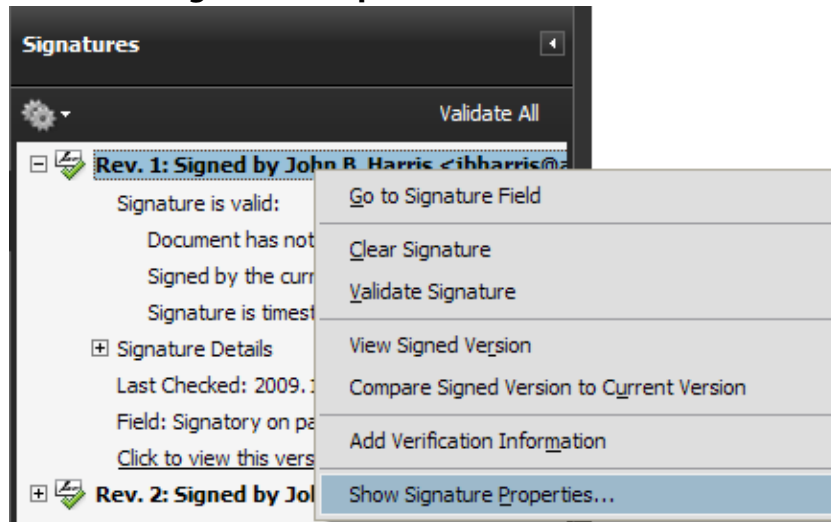 Signatures
Validate All
Rev. 1: Signed by John B. Harris <jbharris@a
Signature is valid:
Document has not
Signed by the curr
Signature is timest
Signature Details
Last Checked: 2009.1
Field: Signatory on pa
Click to view this vers
Rev. 2: Signed by Jo
Go to Signature Field
Clear Signature
Validate Signature
View Signed Version
Compare Signed Version to Current Version
Add Verification Information
Show Signature Properties...